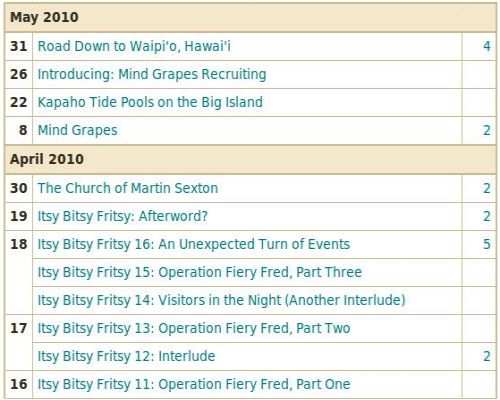 May 2010
31 Road Down to Waipi'o, Hawai'i 4
26 Introducing: Mind Grapes Recruiting
22 Kapaho Tide Pools on the Big Island
8 Mind Grapes 2
April 2010
30 The Church of Martin Sexton 2
19 Itsy Bitsy Fritsy: Afterword? 2
18 Itsy Bitsy Fritsy 16: An Unexpected Turn of Events 5
Itsy Bitsy Fritsy 15: Operation Fiery Fred, Part Three
Itsy Bitsy Fritsy 14: Visitors in the Night (Another Interlude)
17 Itsy Bitsy Fritsy 13: Operation Fiery Fred, Part Two
Itsy Bitsy Fritsy 12: Interlude 2
16 Itsy Bitsy Fritsy 11: Operation Fiery Fred, Part One